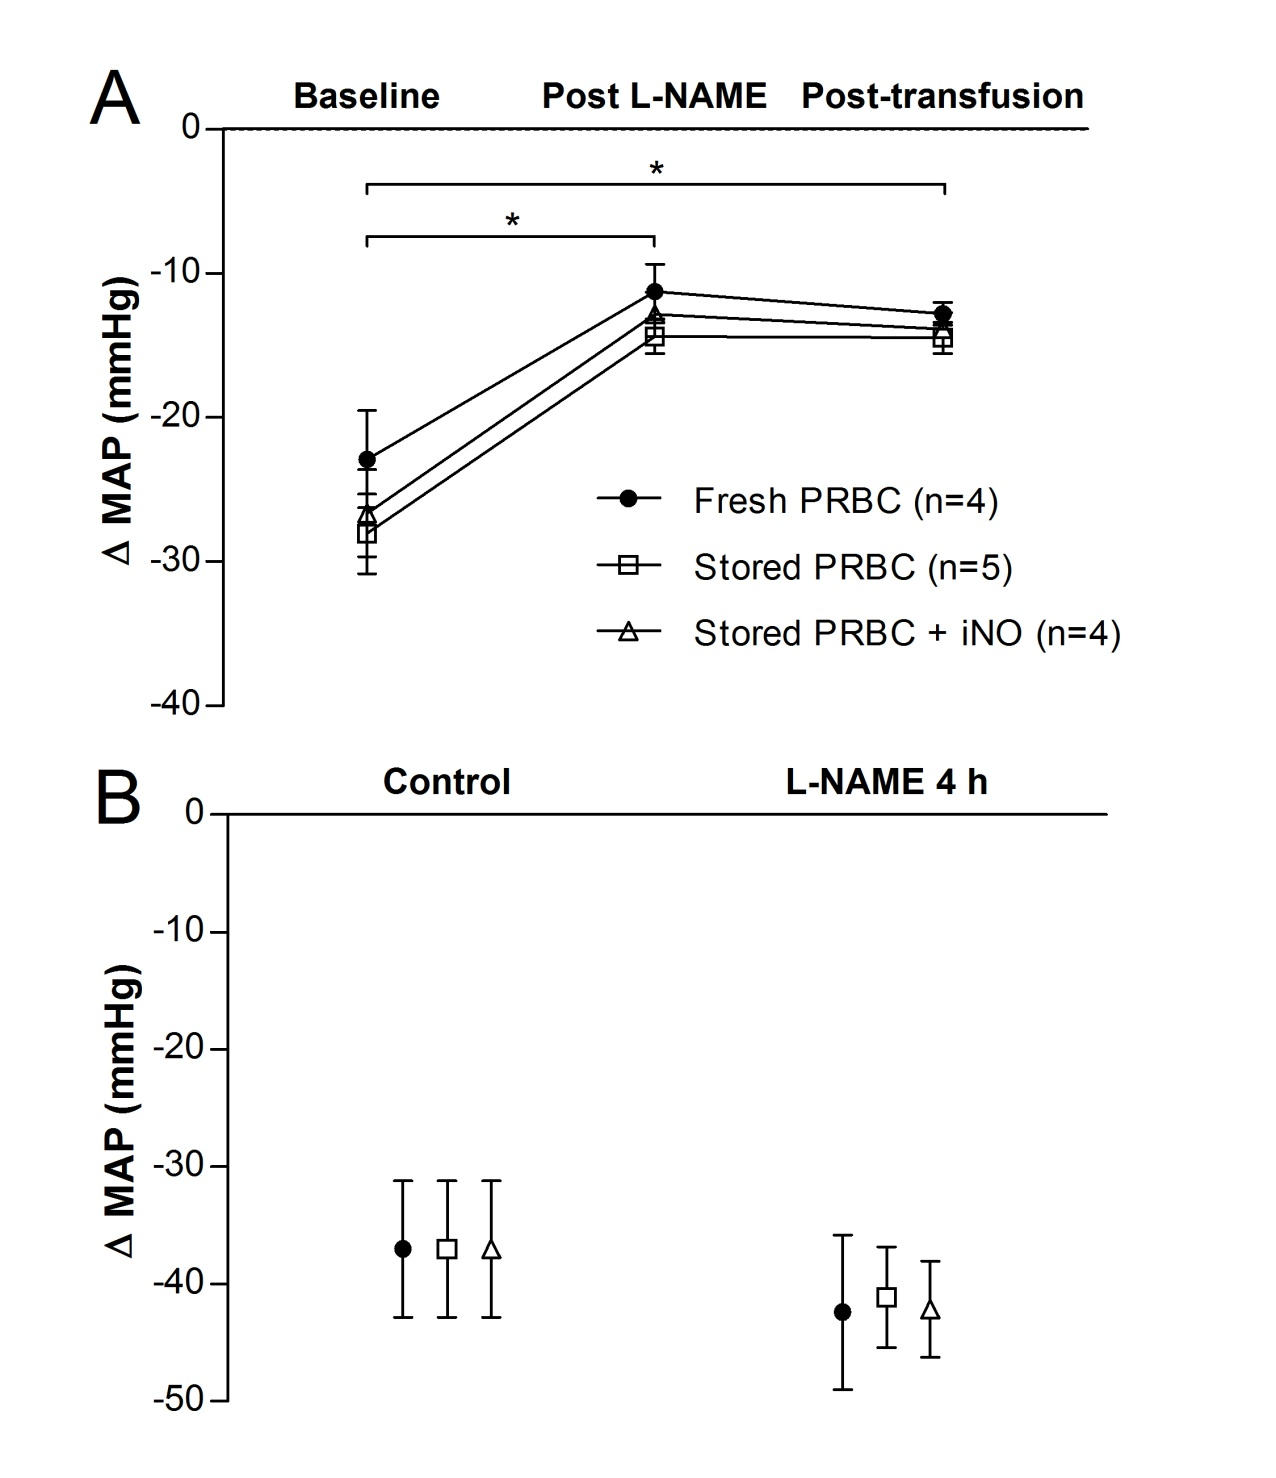 A
Baseline Post L-NAME Post-transfusion
0
*
*
-10
-20
-30
-40
Δ MAP (mmHg)
Fresh PRBC (n=4)
Stored PRBC (n=5)
Stored PRBC + iNO (n=4)
B
Control L-NAME 4 h
0
-10
-20
-30
-40
-50
Δ MAP (mmHg)